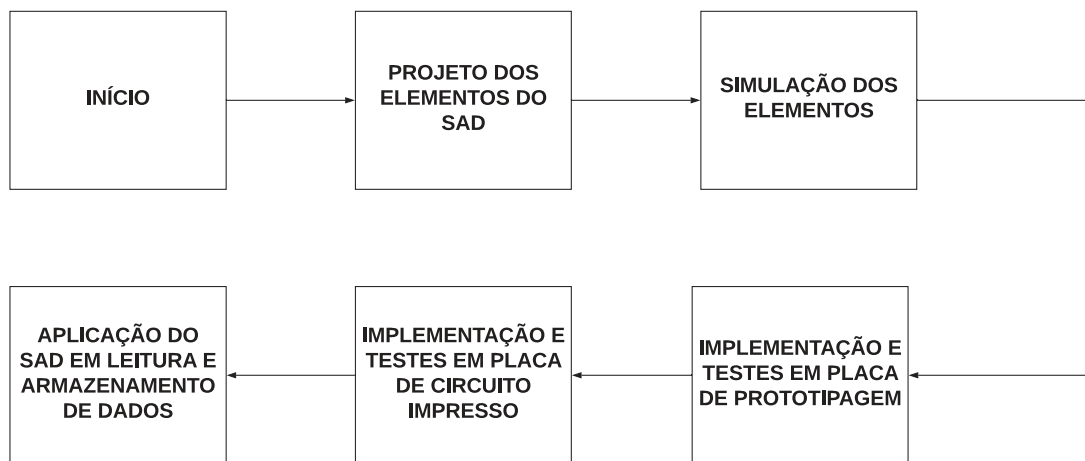 INÍCIO
PROJETO DOS
ELEMENTOS DO
SAD
SIMULAÇÃO DOS
ELEMENTOS
IMPLEMENTAÇÃO E
TESTES EM PLACA
DE PROTOTIPAGEM
IMPLEMENTAÇÃO E
TESTES EM PLACA
DE CIRCUITO
IMPRESSO
APLICAÇÃO DO
SAD EM LEITURA E
ARMAZENAMENTO
DE DADOS